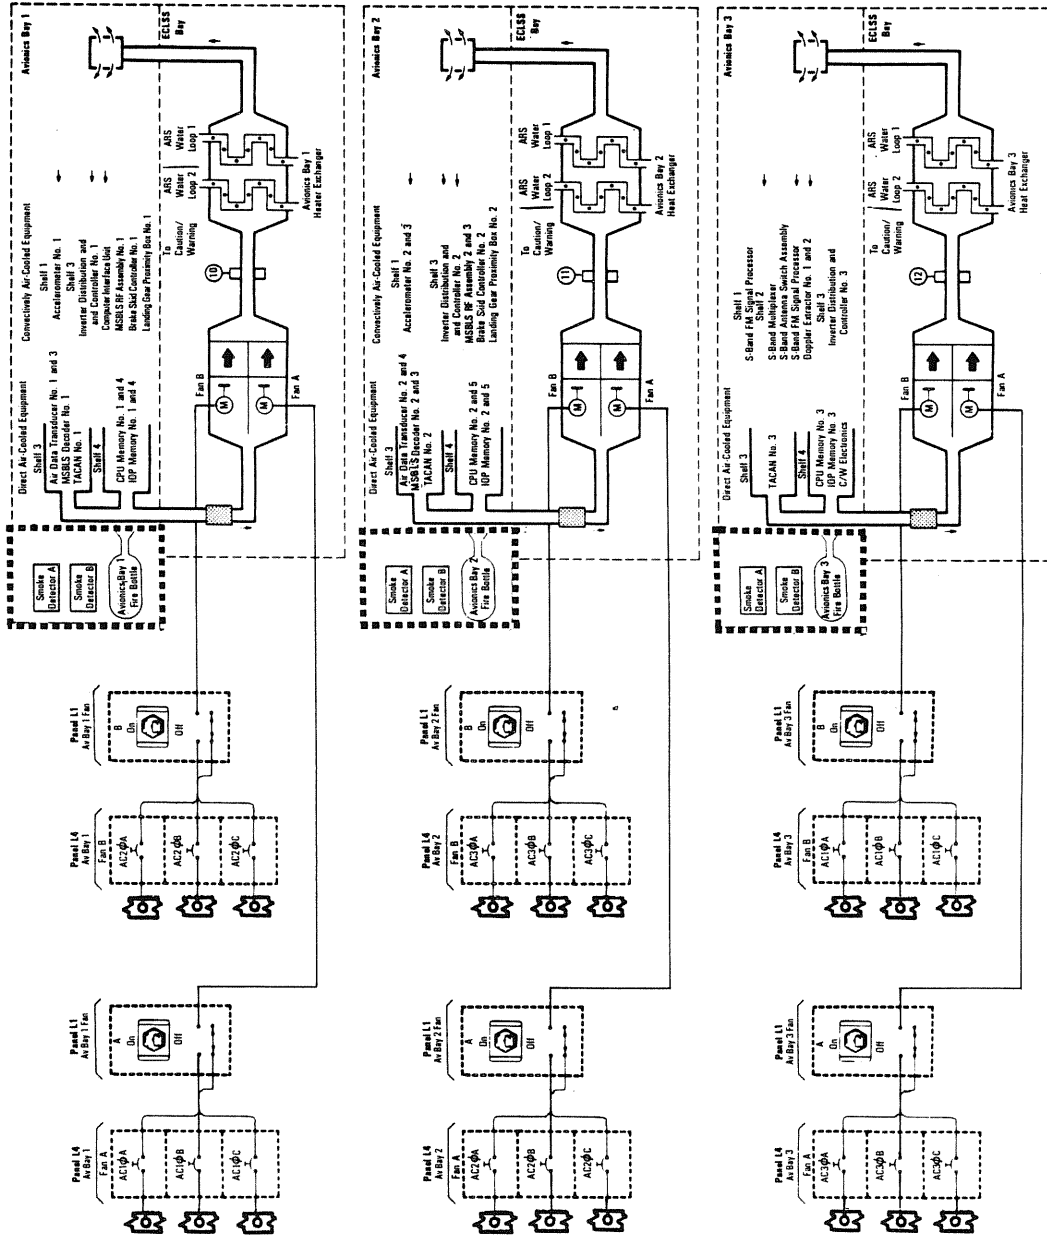 Avionics Bay 1
ECLSS
Bay
Convectively Air-Cooled Equipment
Shelf 1
Accelerometer No. 1
Shelf 3
Inverter Distribution and
and Controller No. 1
Computer Interface Unit
MSBLS RF Assembly No. 1
Brake Skid Controller No. 1
Landing Gear Proximity Box No. 1
Direct Air-Cooled Equipment
Shelf 3
Air Data Transducer No. 1 and 3
MSBLS Decoder No. 1
TACAN No. 1
Shelf 4
CPU Memory No. 1 and 4
IOP Memory No. 1 and 4
ARS
Water
Loop 1
ARS
Water
Loop 2
To
Caution/
Warning
Avionics Bay 1
Heater Exchanger
10
Fan B
M
M
Fan A
Smoke
Detector A
Smoke
Detector B
Avionics Bay 1
Fire Bottle
Panel L1
Av Bay 1 Fan
B
On
Off
Panel L4
Av Bay 1
Fan B
AC2ΦA
AC2ΦB
AC2ΦC
Panel L1
Av Bay 1 Fan
A
On
Off
Panel L4
Av Bay 1
Fan A
AC1ΦA
AC1ΦB
AC1ΦC
Avionics Bay 2
ECLSS
Bay
Convectively Air-Cooled Equipment
Shelf 1
Accelerometer No. 2 and 3
Shelf 3
Inverter Distribution and
and Controller No. 2
MSBLS RF Assembly 2 and 3
Brake Skid Controller No. 2
Landing Gear Proximity Box No. 2
Direct Air-Cooled Equipment
Shelf 3
Air Data Transducer No. 2 and 4
MSBLS Decoder No. 2 and 3
TACAN No. 2
Shelf 4
CPU Memory No. 2 and 5
IOP Memory No. 2 and 5
ARS
Water
Loop 1
ARS
Water
Loop 2
To
Caution/
Warning
Avionics Bay 2
Heat Exchanger
11
Fan B
M
M
Fan A
Smoke
Detector A
Smoke
Detector B
Avionics Bay 2
Fire Bottle
Panel L1
Av Bay 2 Fan
B
On
Off
Panel L4
Av Bay 2
Fan B
AC3ΦA
AC3ΦB
AC3ΦC
Panel L1
Av Bay 2 Fan
A
On
Off
Panel L4
Av Bay 2
Fan A
AC2ΦA
AC2ΦB
AC2ΦC
Avionics Bay 3
ECLSS
Bay
Shelf 1
S-Band FM Signal Processor
Shelf 2
S-Band Multiplexer
S-Band Antenna Switch Assembly
S-Band FM Signal Processor
Doppler Extractor No. 1 and 2
Shelf 3
Inverter Distribution and
Controller No. 3
Direct Air-Cooled Equipment
Shelf 3
TACAN No. 3
Shelf 4
CPU Memory No. 3
IOP Memory No. 3
C/W Electronics
ARS
Water
Loop 1
ARS
Water
Loop 2
To
Caution/
Warning
Avionics Bay 3
Heat Exchanger
12
Fan B
M
M
Fan A
Smoke
Detector A
Smoke
Detector B
Avionics Bay 3
Fire Bottle
Panel L1
Av Bay 3 Fan
B
On
Off
Panel L4
Av Bay 3
Fan B
AC1ΦA
AC1ΦB
AC1ΦC
Panel L1
Av Bay 3 Fan
A
On
Off
Panel L4
Av Bay 3
Fan A
AC3ΦA
AC3ΦB
AC3ΦC